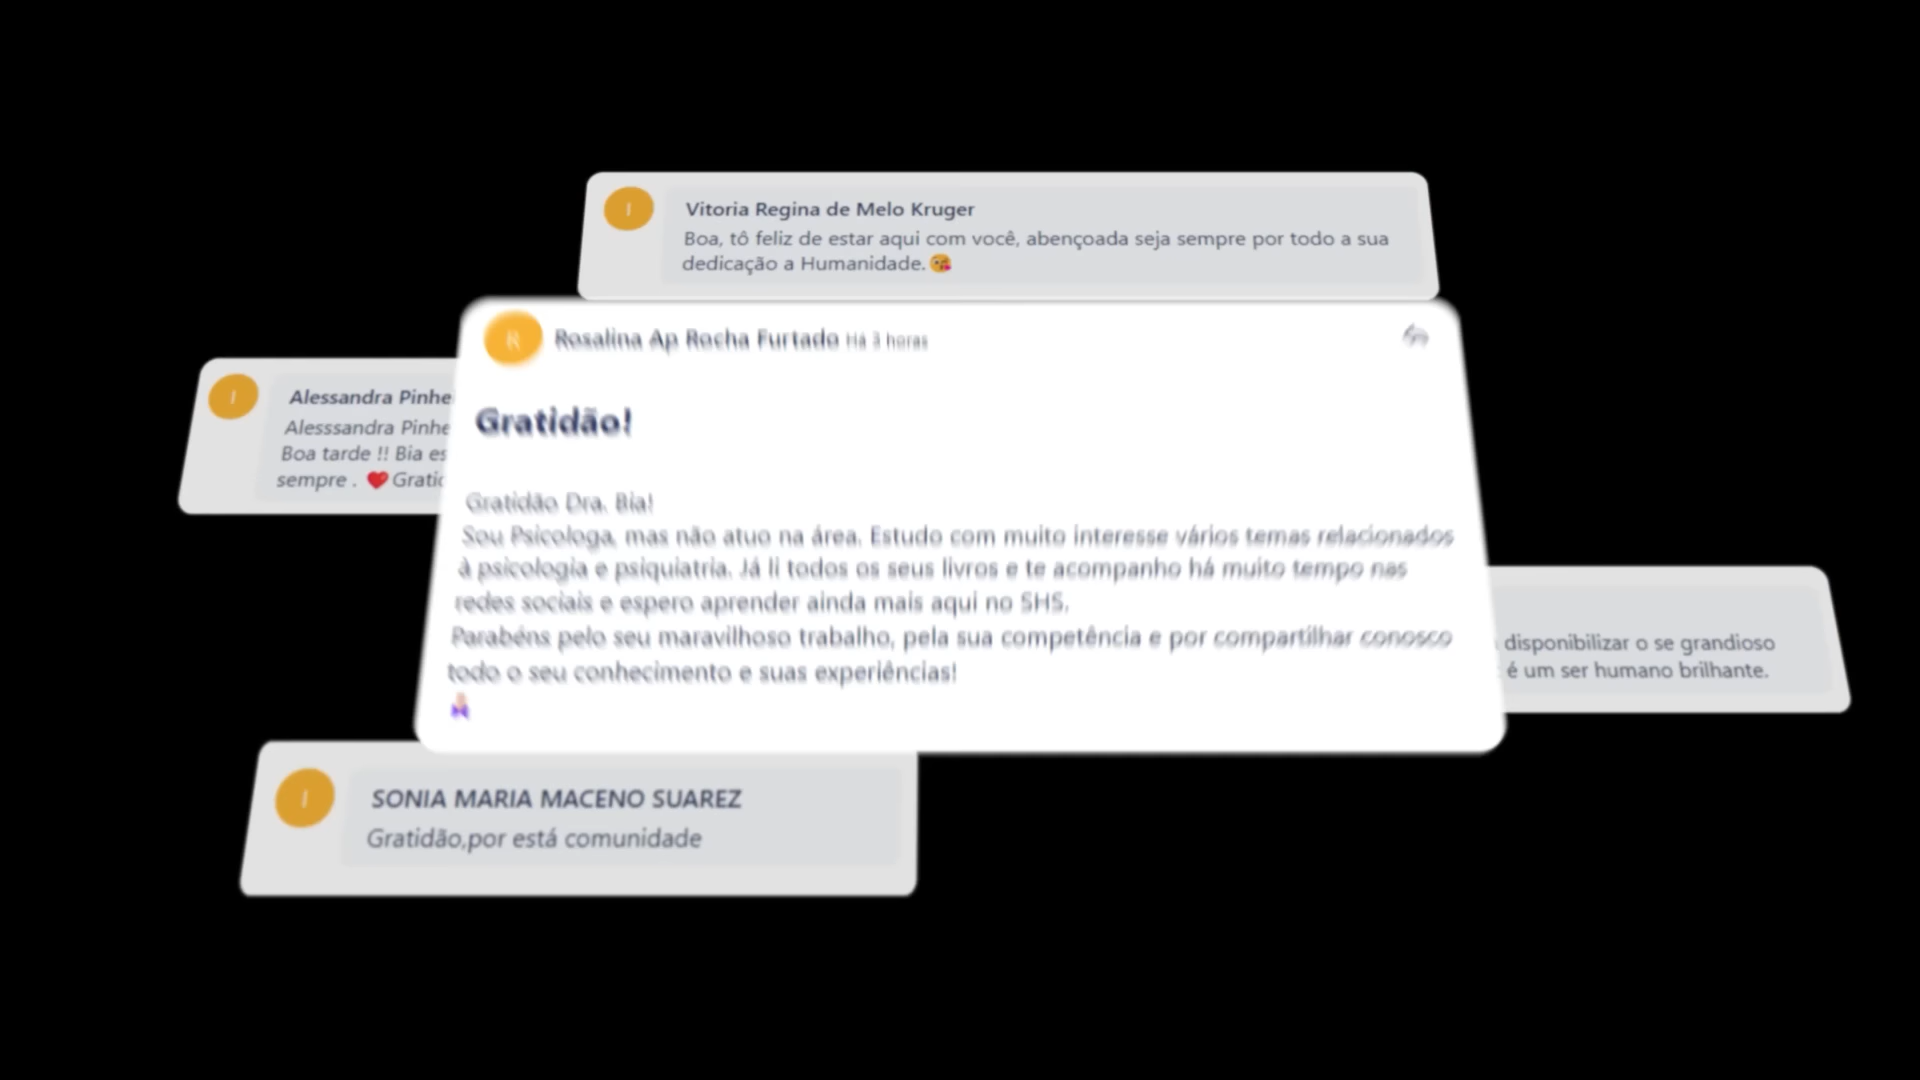 Vitoria Regina de Melo Kruger
Boa, tô feliz de estar aqui com você, abençoada seja sempre por todo a sua
dedicação a Humanidade.😘
R
Rosalina Ap Rocha Furtado Há 3 horas
Gratidão!
Gratidão Dra. Bia!
Sou Psicologa, mas não atuo na área. Estudo com muito interesse vários temas relacionados
à psicologia e psiquiatria. Já li todos os seus livros e te acompanho há muito tempo nas
redes sociais e espero aprender ainda mais aqui no SHS.
Parabéns pelo seu maravilhoso trabalho, pela sua competência e por compartilhar conosco
todo o seu conhecimento e suas experiências!
Alessandra Pinhe
Alesssandra Pinhe
Boa tarde !! Bia es
sempre . ❤️Gratid
disponibilizar o se grandioso
é um ser humano brilhante.
SONIA MARIA MACENO SUAREZ
Gratidão,por está comunidade